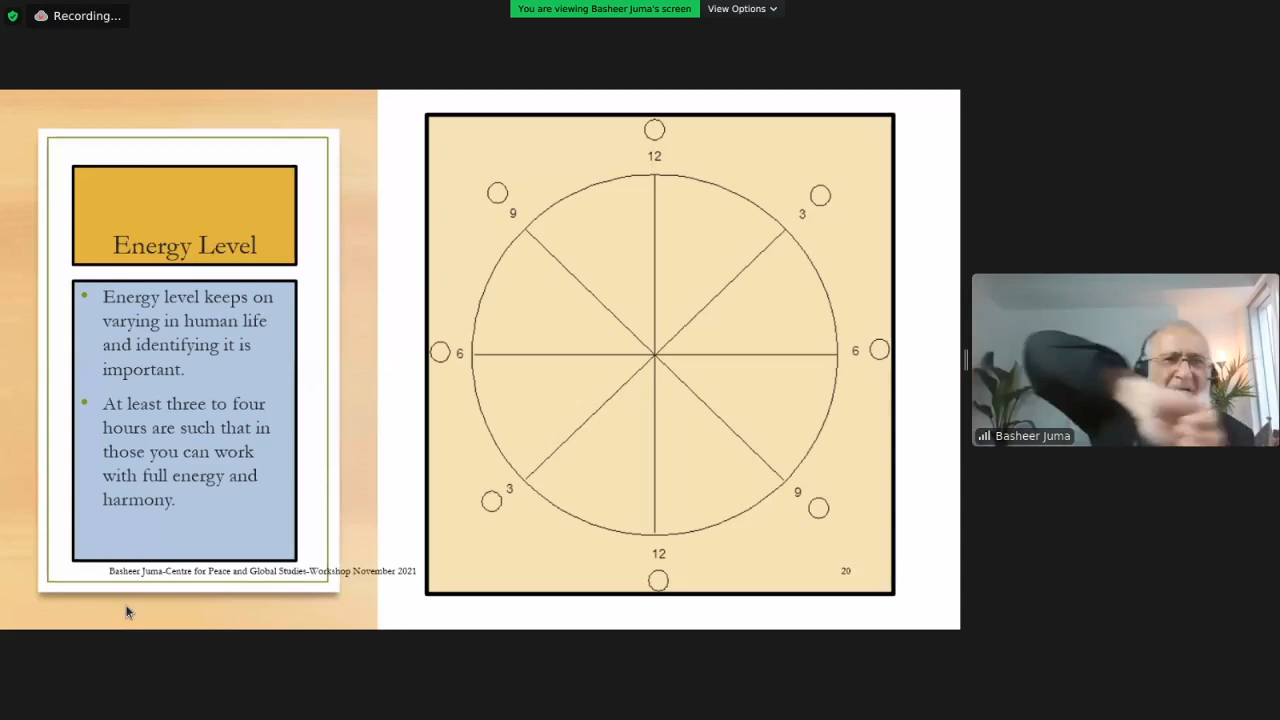 Recording...
You are viewing Basheer Juma's screen
View Options
Energy Level
Energy level keeps on
varying in human life
and identifying it is
important.
At least three to four
hours are such that in
those you can work
with full energy and
harmony.
Basheer Juma-Centre for Peace and Global Studies-Workshop November 2021
12
9
3
6
6
3
9
12
20
Basheer Juma